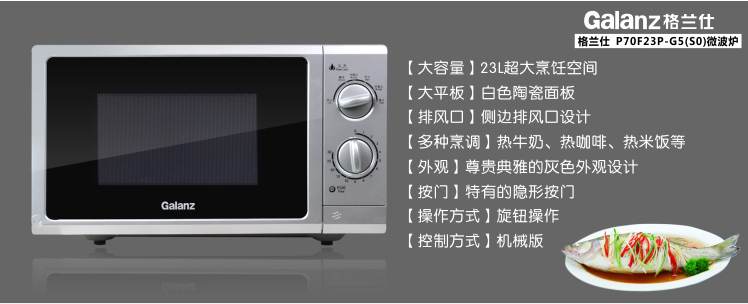 Galanz格兰仕
格兰仕 P70F23P-G5(S0)微波炉
【大容量】23L超大烹饪空间
【大平板】白色陶瓷面板
【排风口】侧边排风口设计
【多种烹调】热牛奶、热咖啡、热米饭等
【外观】尊贵典雅的灰色外观设计
【按门】特有的隐形按门
【操作方式】旋钮操作
【控制方式】机械版
Galanz